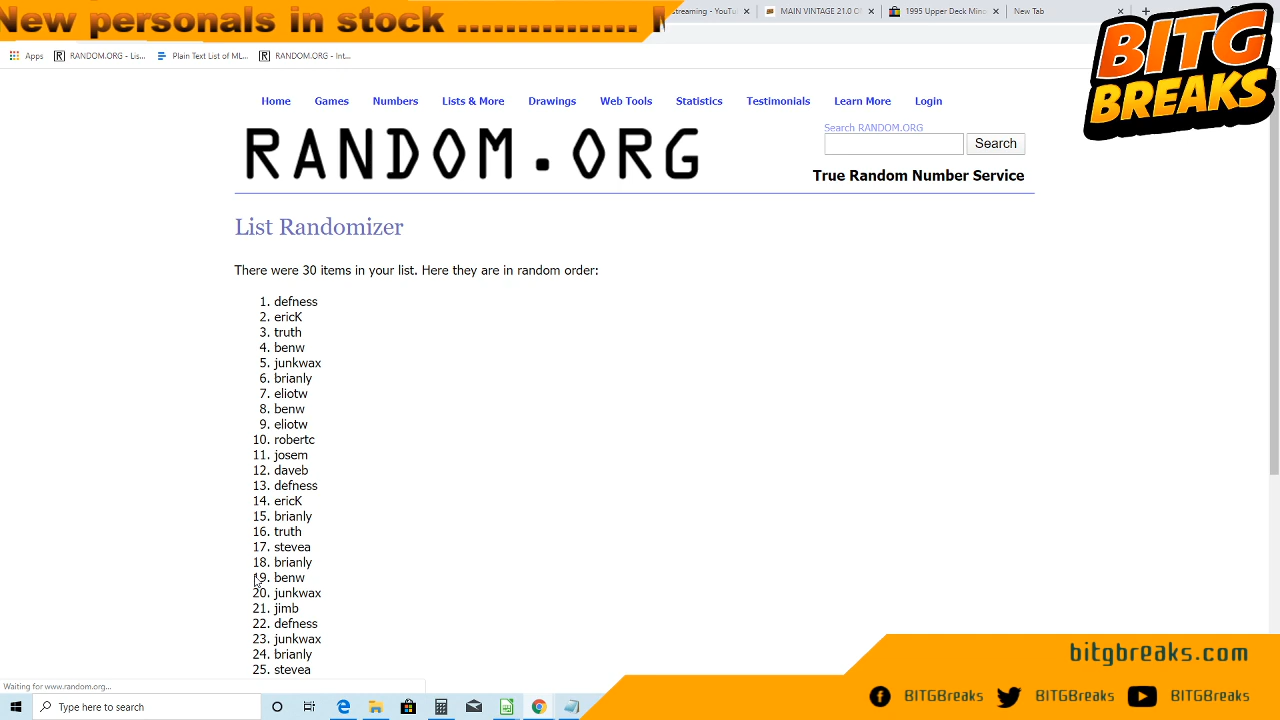 New personals in stock ..............
streaming - YouTu
MAIN VINTAGE 21.0 O
1995 Upper Deck Mino
New Tab
BITG BREAKS
Apps
RANDOM.ORG - Lis...
Plain Text List of ML...
RANDOM.ORG - Int...
Home Games Numbers Lists & More Drawings Web Tools Statistics Testimonials Learn More Login
Search RANDOM.ORG
RANDOM.ORG
Search
True Random Number Service
List Randomizer
There were 30 items in your list. Here they are in random order:
1. defness
2. ericK
3. truth
4. benw
5. junkwax
6. brianly
7. eliotw
8. benw
9. eliotw
10. robertc
11. josem
12. daveb
13. defness
14. ericK
15. brianly
16. truth
17. stevea
18. brianly
19. benw
20. junkwax
21. jimb
22. defness
23. junkwax
24. brianly
25. stevea
bitgbreaks.com
Waiting for www.random.org...
Type here to search
BITGBreaks BITGBreaks BITGBreaks